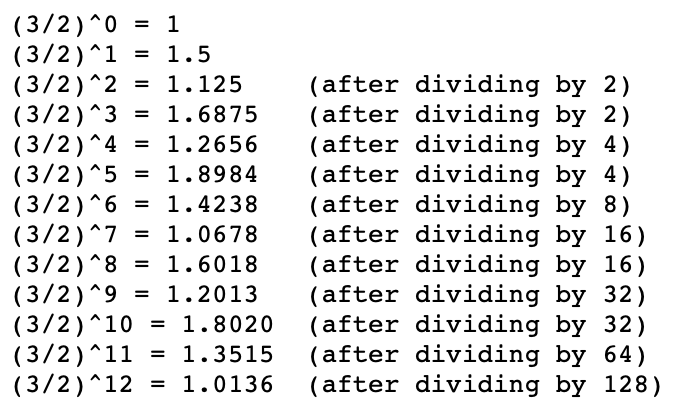 (3/2)^0 = 1
(3/2)^1 = 1.5
(3/2)^2 = 1.125 (after dividing by 2)
(3/2)^3 = 1.6875 (after dividing by 2)
(3/2)^4 = 1.2656 (after dividing by 4)
(3/2)^5 = 1.8984 (after dividing by 4)
(3/2)^6 = 1.4238 (after dividing by 8)
(3/2)^7 = 1.0678 (after dividing by 16)
(3/2)^8 = 1.6018 (after dividing by 16)
(3/2)^9 = 1.2013 (after dividing by 32)
(3/2)^10 = 1.8020 (after dividing by 32)
(3/2)^11 = 1.3515 (after dividing by 64)
(3/2)^12 = 1.0136 (after dividing by 128)